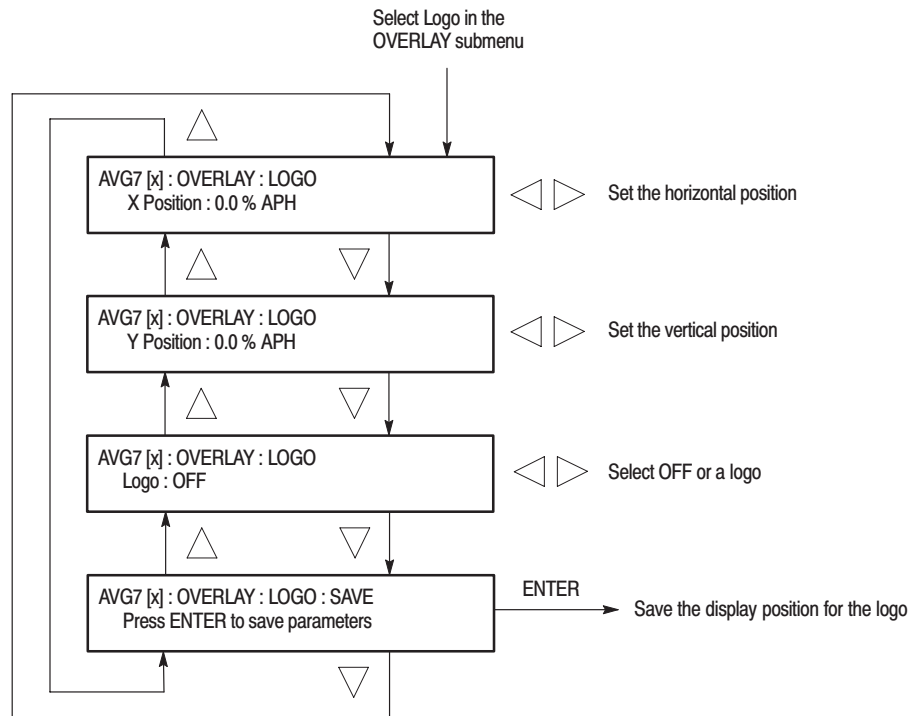 Select Logo in the
OVERLAY submenu
AVG7 [x] : OVERLAY : LOGO
X Position : 0.0 % APH
Set the horizontal position
AVG7 [x] : OVERLAY : LOGO
Y Position : 0.0 % APH
Set the vertical position
AVG7 [x] : OVERLAY : LOGO
Logo : OFF
Select OFF or a logo
AVG7 [x] : OVERLAY : LOGO : SAVE
Press ENTER to save parameters
ENTER
Save the display position for the logo